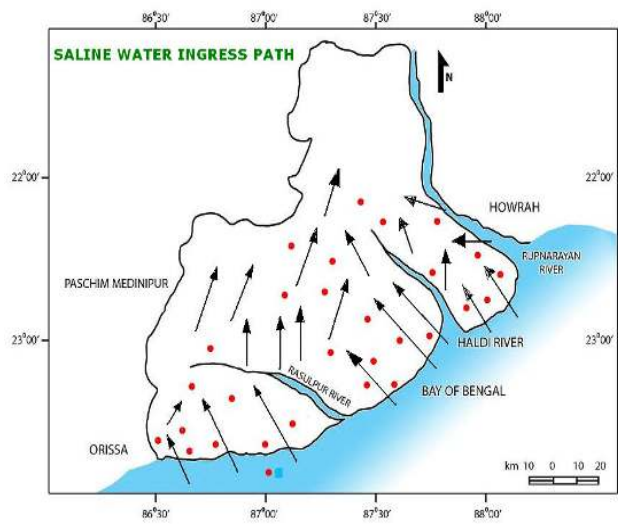 86°30' 87°00' 87°30' 88°00'
SALINE WATER INGRESS PATH
N
22°00'
22°00'
HOWRAH
RUPNARAYAN
RIVER
PASCHIM MEDINIPUR
23°00'
23°00'
HALDI RIVER
RASULPUR RIVER
BAY OF BENGAL
ORISSA
km 10 0 10 20
86°30' 87°00' 87°30' 88°00'